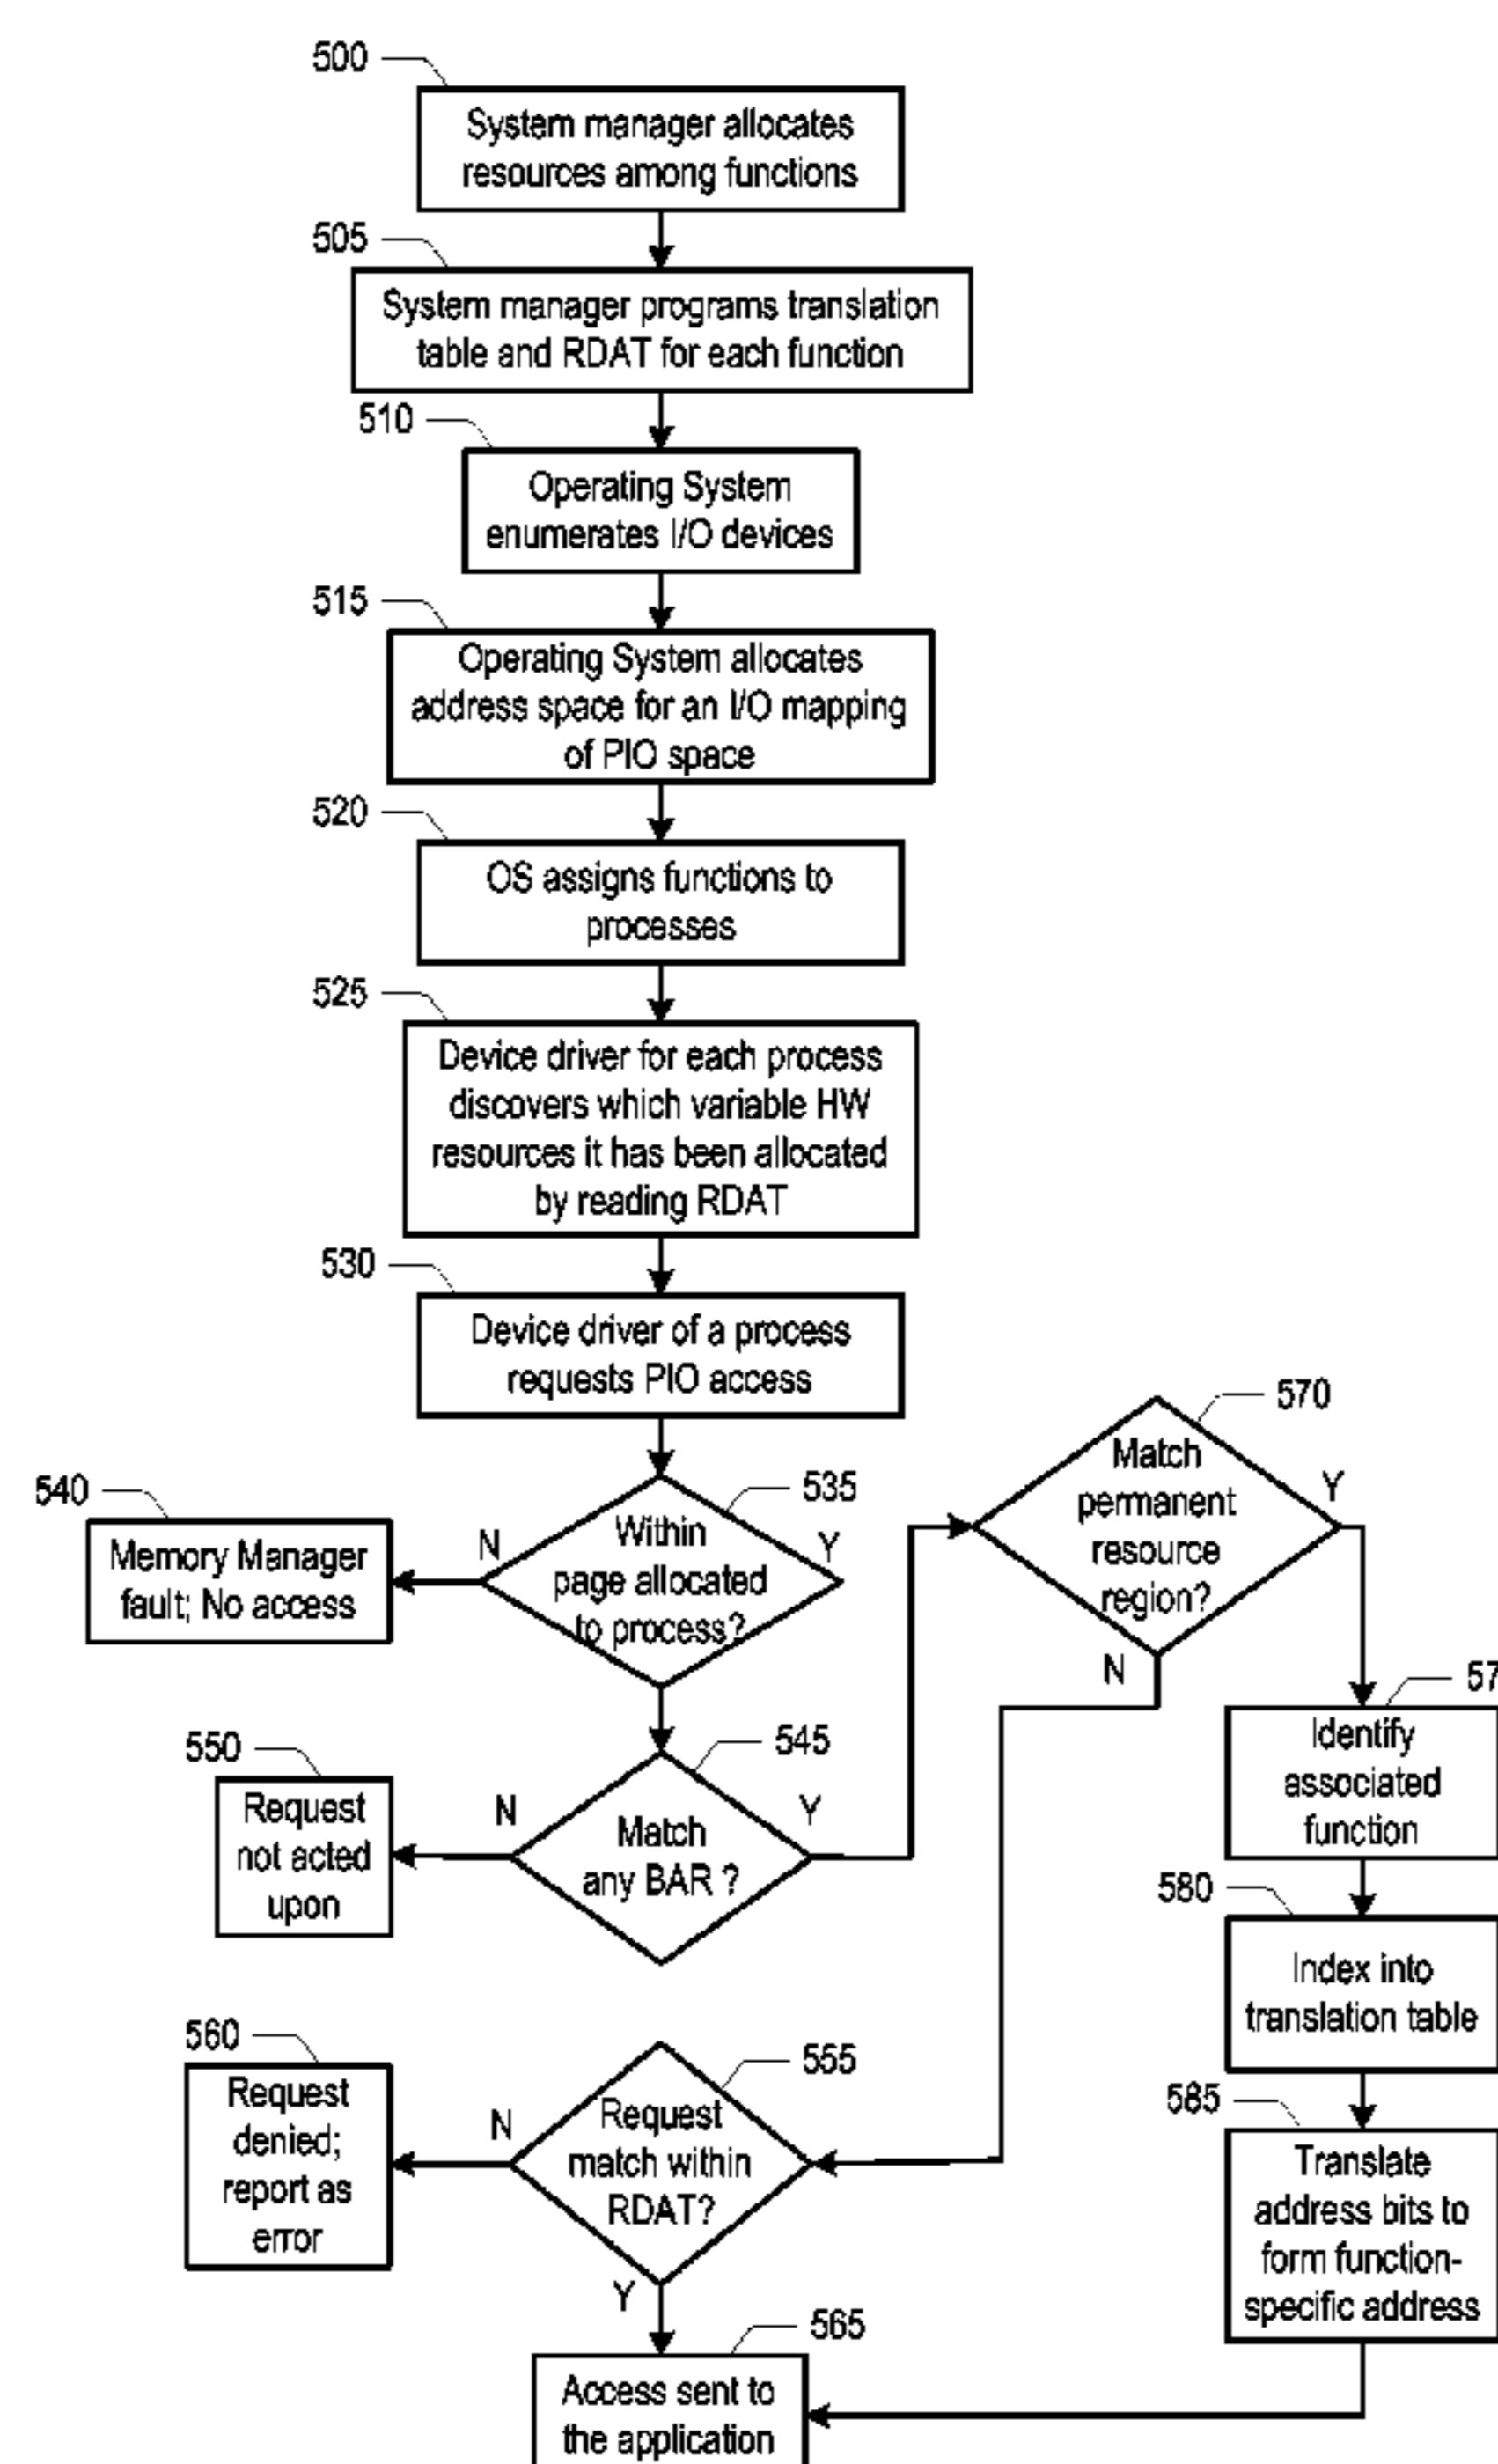 500
System manager allocates
resources among functions
505
System manager programs translation
table and RDAT for each function
510
Operating System
enumerates I/O devices
515
Operating System allocates
address space for an I/O mapping
of PIO space
520
OS assigns functions to
processes
525
Device driver for each process
discovers which variable HW
resources it has been allocated
by reading RDAT
530
Device driver of a process
requests PIO access
535
Within
page allocated
to process?
N
Y
540
Memory Manager
fault; No access
545
Match
any BAR ?
N
Y
550
Request
not acted
upon
570
Match
permanent
resource
region?
Y
N
57
Identify
associated
function
580
Index into
translation table
585
Translate
address bits to
form function-
specific address
555
Request
match within
RDAT?
N
Y
560
Request
denied;
report as
error
565
Access sent to
the application